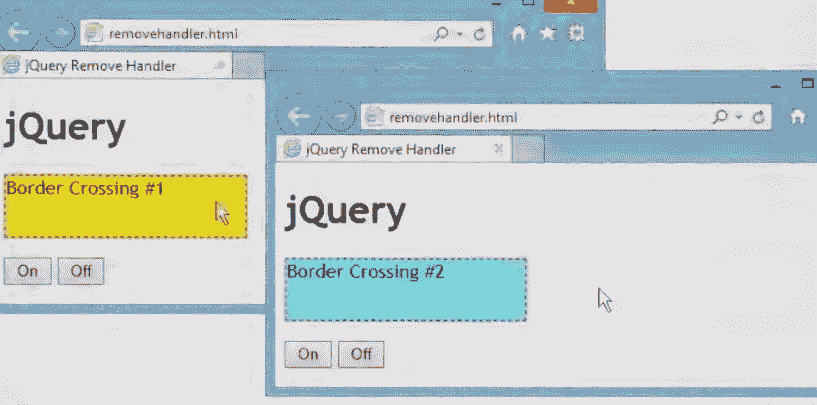 removehandler.html
jQuery Remove Handler
jQuery
Border Crossing #1
On Off
removehandler.html
jQuery Remove Handler
jQuery
Border Crossing #2
On Off